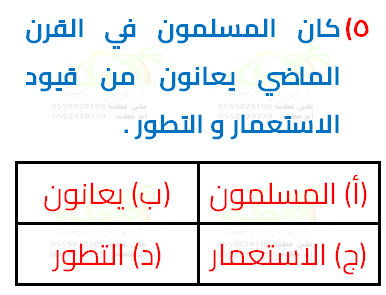 ٥) كان المسلمون في القرن
الماضي يعانون من قيود
الاستعمار و التطور .
(أ) المسلمون (ب) يعانون
(ج) الاستعمار (د) التطور